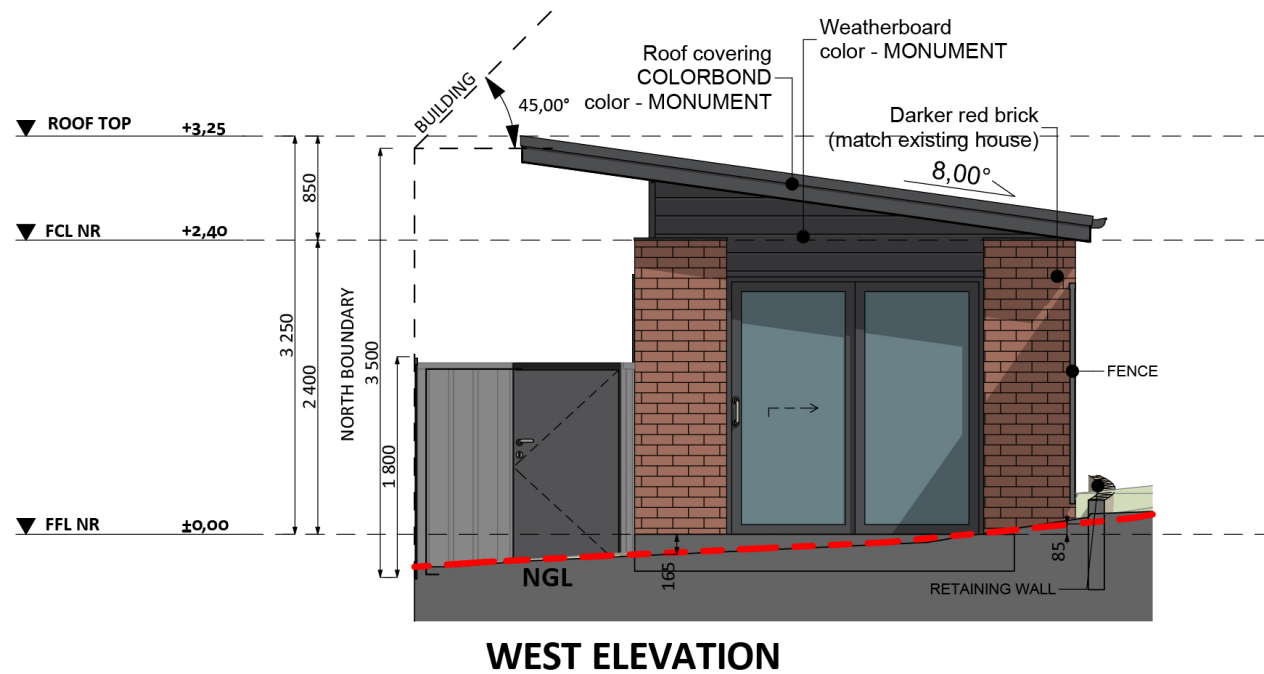 Weatherboard
color - MONUMENT
Roof covering
COLORBOND
color - MONUMENT
BUILDING
45,00°
Darker red brick
(match existing house)
8,00°
ROOF TOP +3,25
850
FCL NR +2,40
3 250
2 400
NORTH BOUNDARY
3 500
1 800
FENCE
FFL NR ±0,00
NGL
165
85
RETAINING WALL
WEST ELEVATION